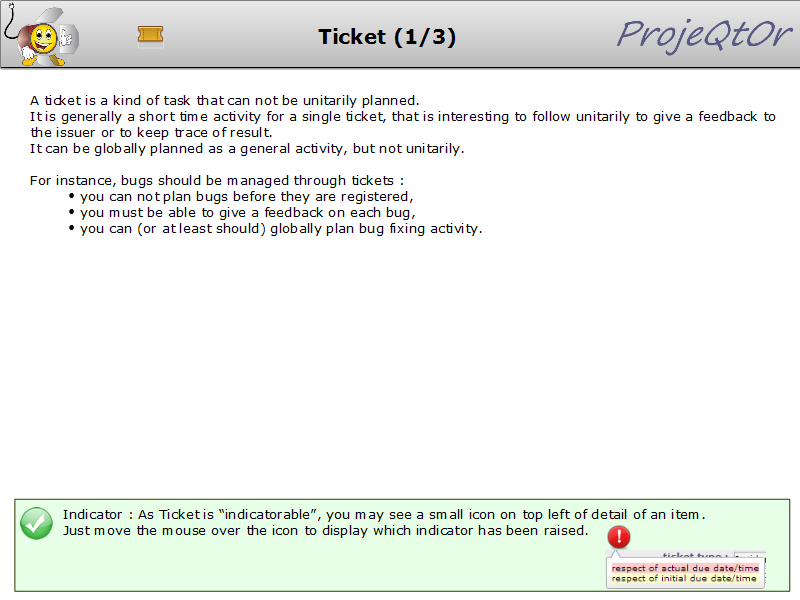 Ticket (1/3)
ProjeQtOr
A ticket is a kind of task that can not be unitarily planned.
It is generally a short time activity for a single ticket, that is interesting to follow unitarily to give a feedback to
the issuer or to keep trace of result.
It can be globally planned as a general activity, but not unitarily.
For instance, bugs should be managed through tickets :
• you can not plan bugs before they are registered,
• you must be able to give a feedback on each bug,
• you can (or at least should) globally plan bug fixing activity.
Indicator : As Ticket is “indicatorable”, you may see a small icon on top left of detail of an item.
Just move the mouse over the icon to display which indicator has been raised.
ticket type :
respect of actual due date/time
respect of initial due date/time